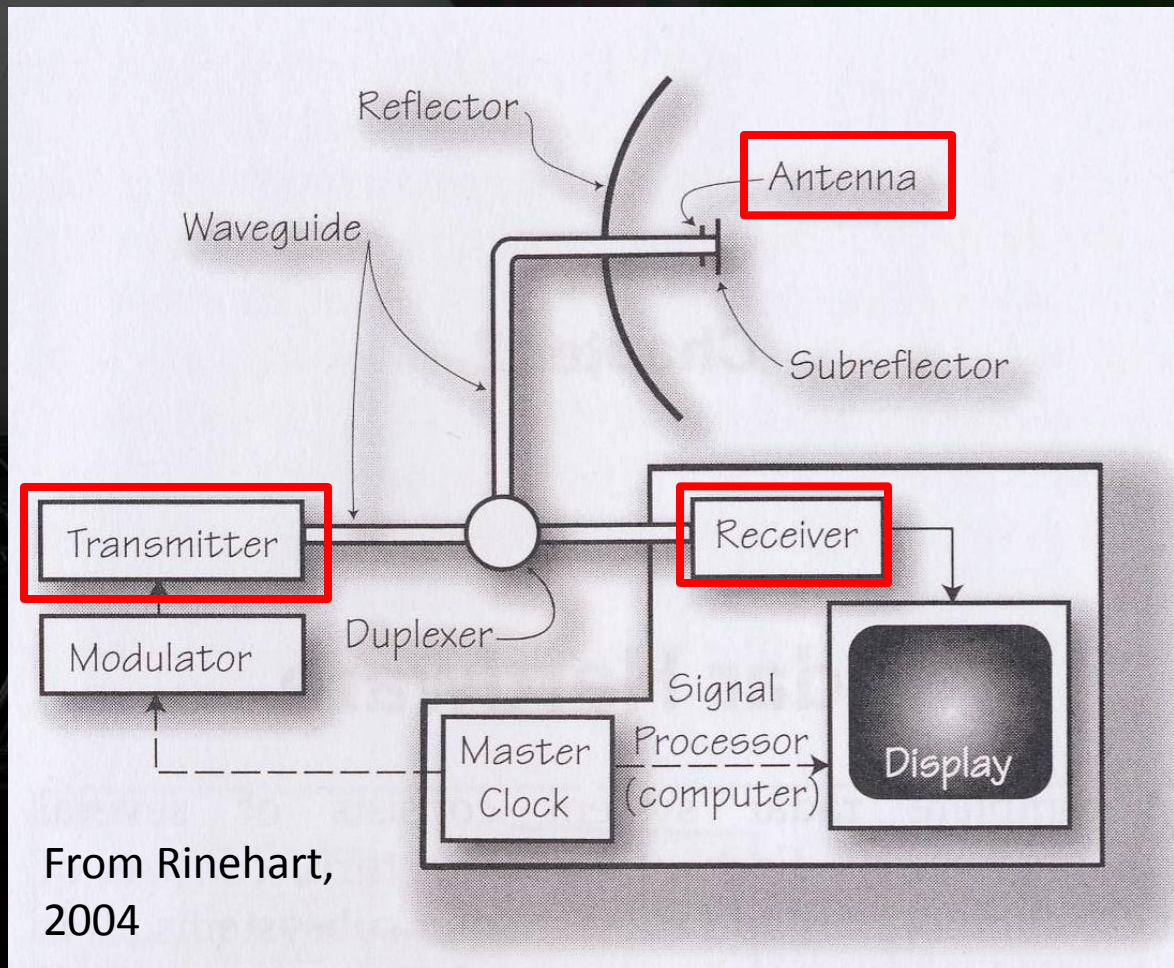 Reflector
Antenna
Waveguide
Subreflector
Transmitter
Receiver
Duplexer
Modulator
Signal
Processor
(computer)
Master
Clock
Display
From Rinehart,
2004